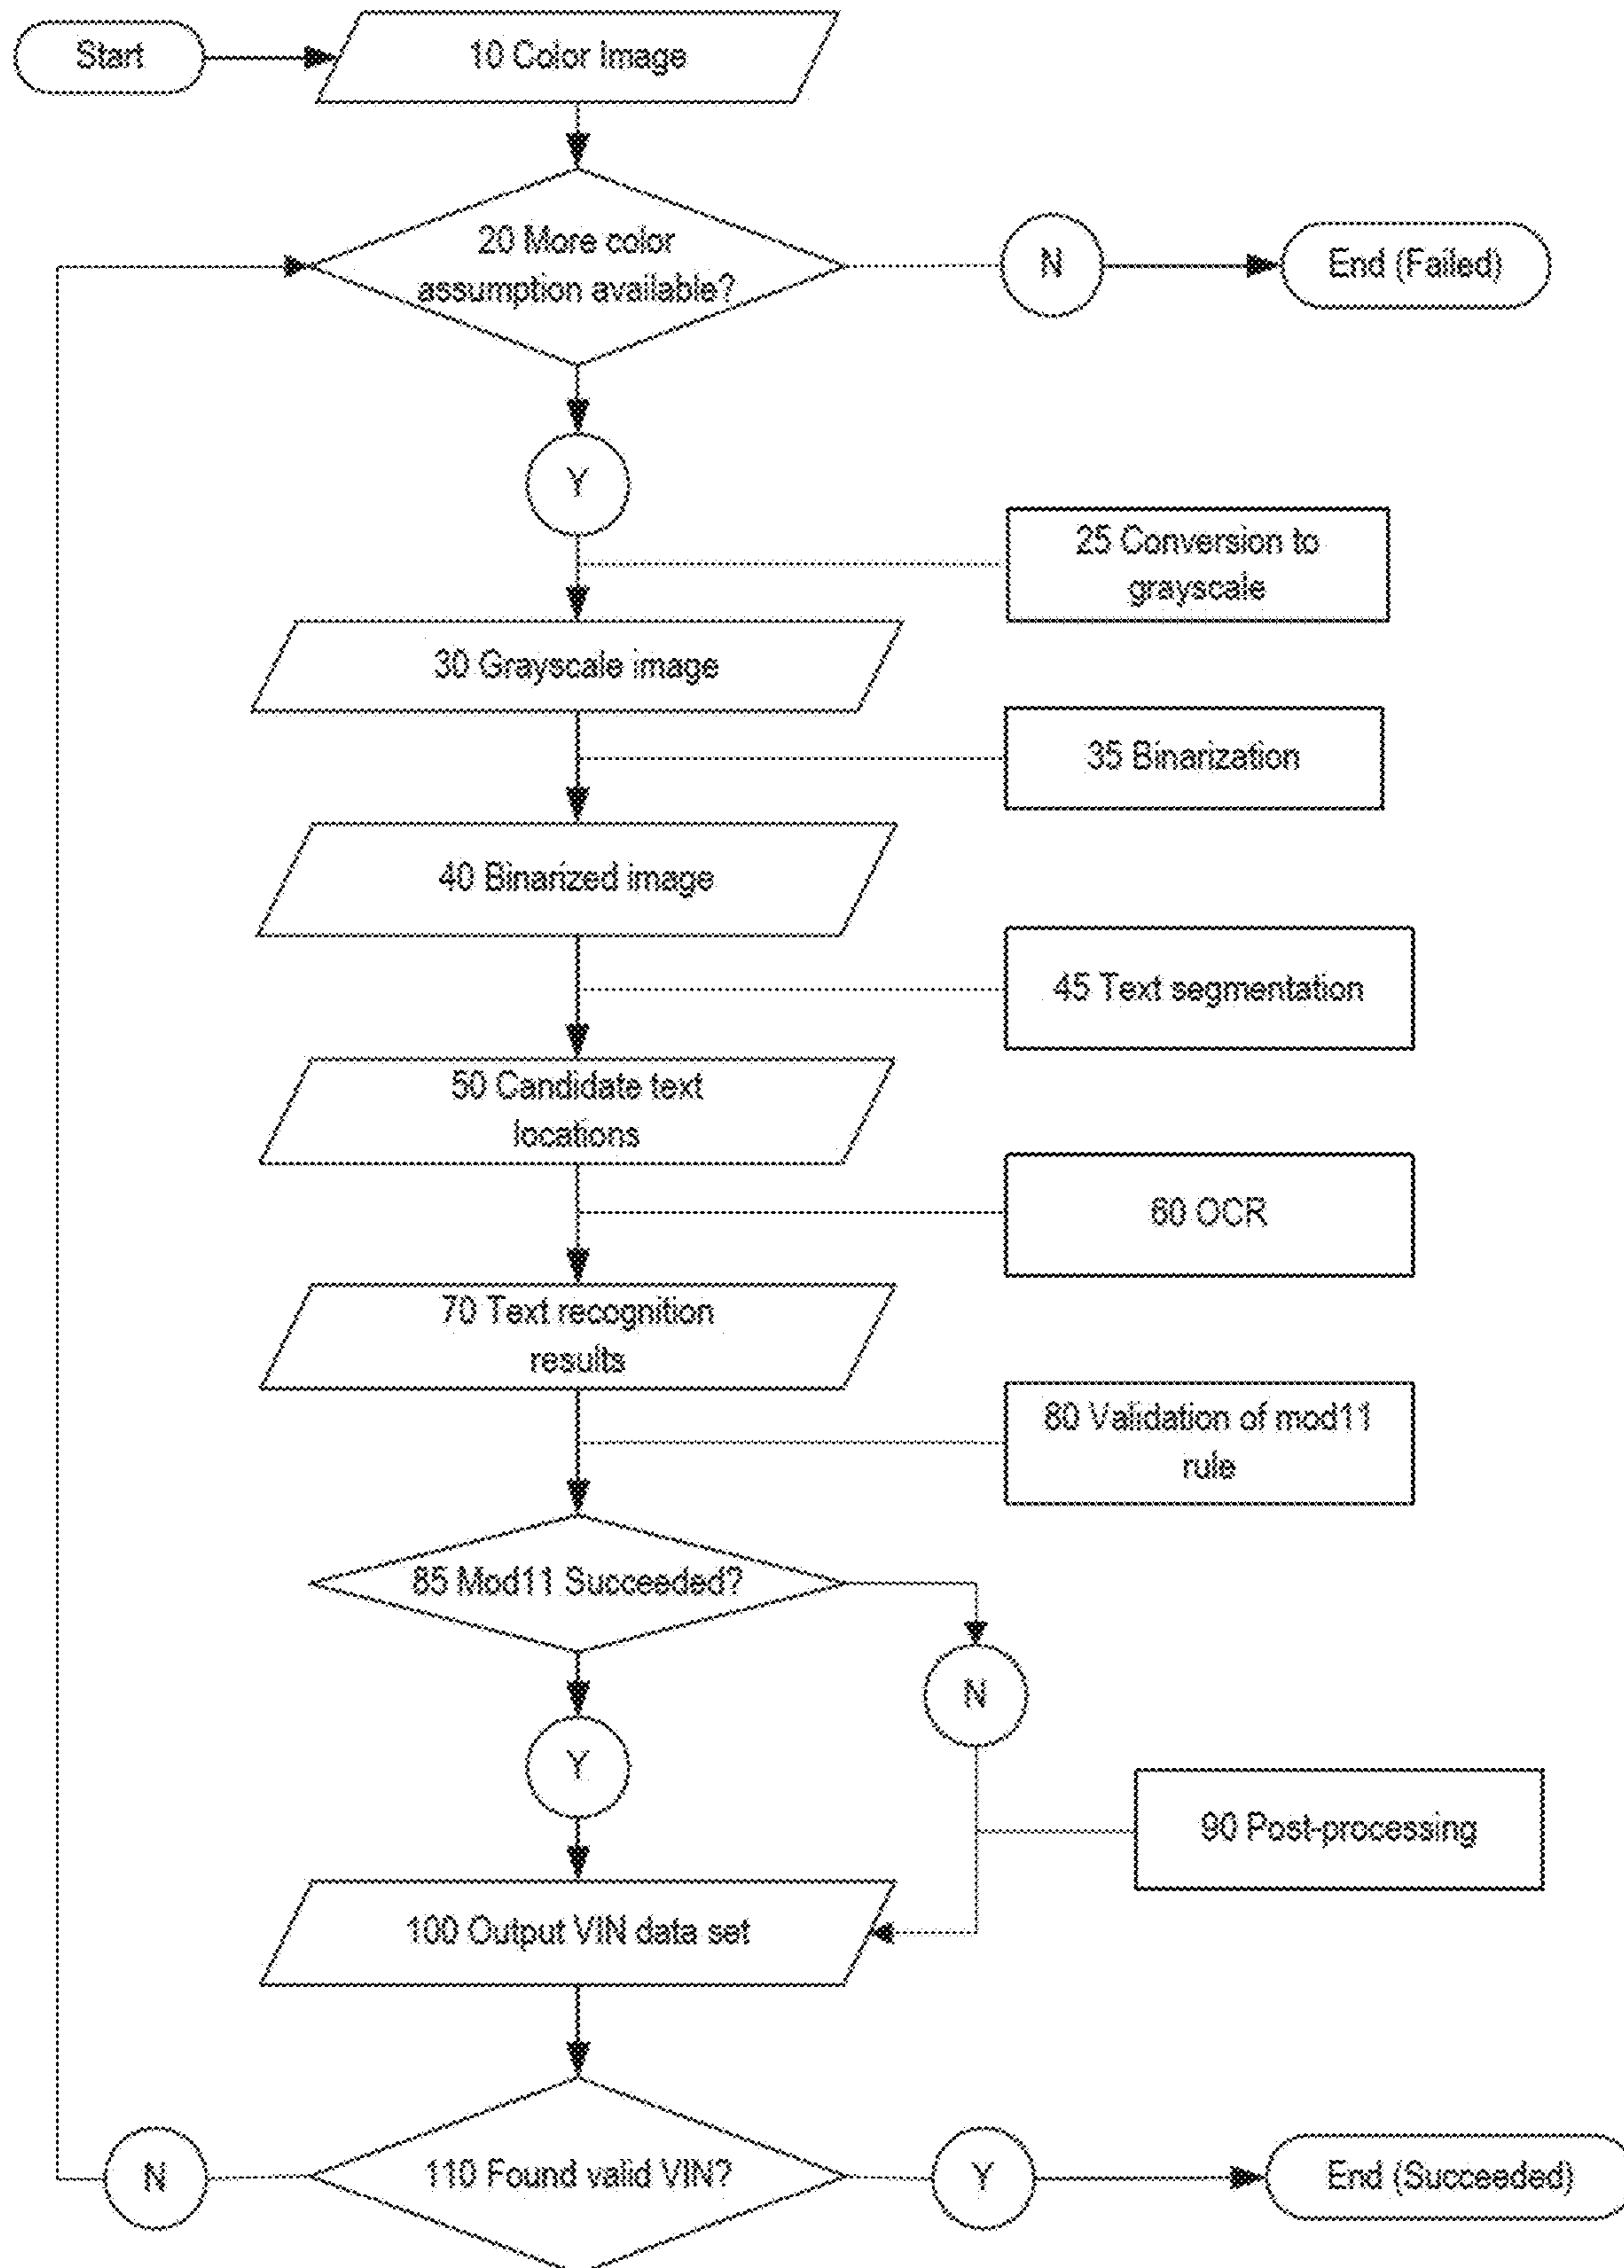 Start
10 Color Image
20 More color
assumption available?
N
End (Failed)
Y
25 Conversion to
grayscale
30 Grayscale image
35 Binarization
40 Binarized image
45 Text segmentation
50 Candidate text
locations
60 OCR
70 Text recognition
results
80 Validation of mod11
rule
85 Mod11 Succeeded?
N
Y
90 Post-processing
100 Output VIN data set
N
110 Found valid VIN?
Y
End (Succeeded)